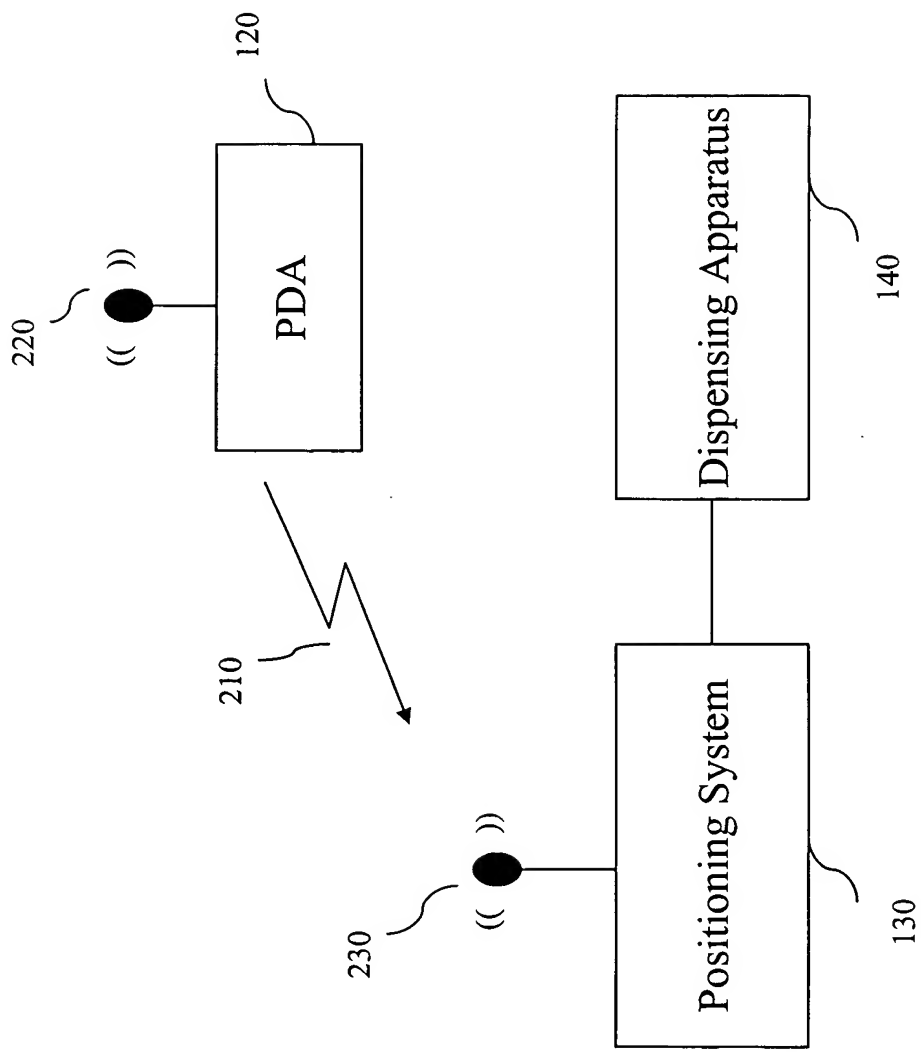 220
120
PDA
210
230
Positioning System
Dispensing Apparatus
130
140